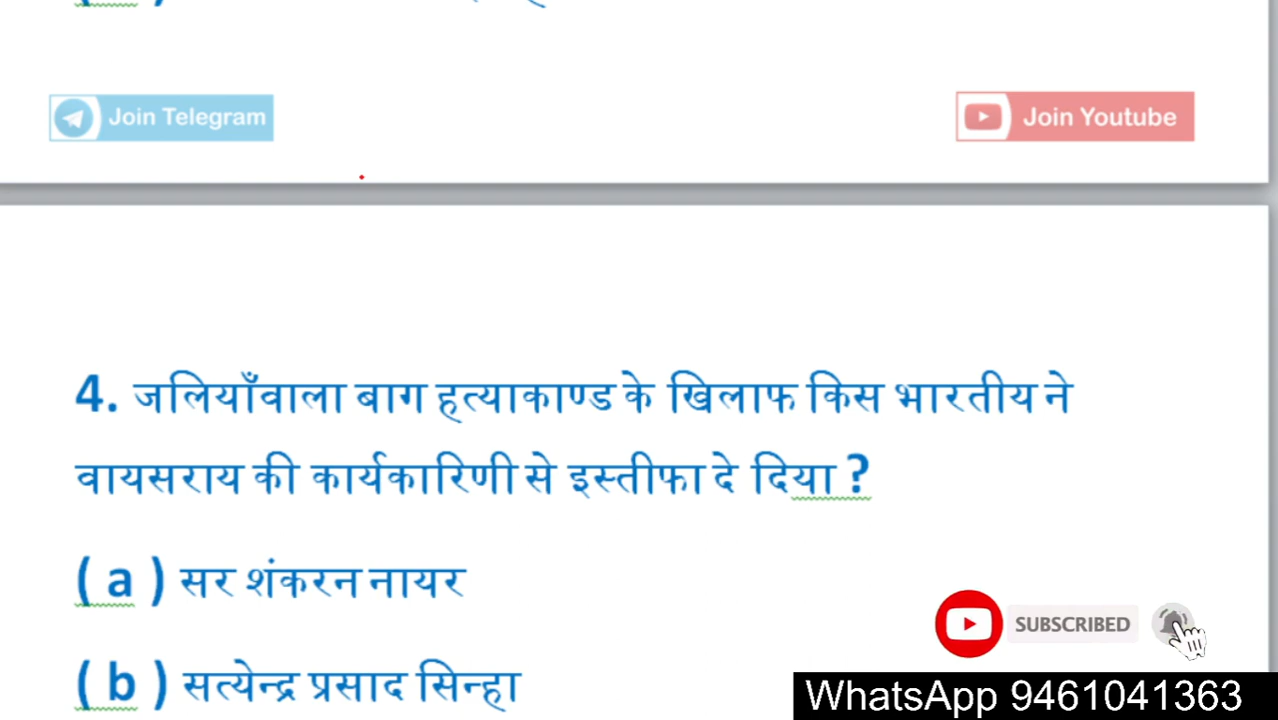 Join Telegram
Join Youtube
4. जलियाँवाला बाग हत्याकाण्ड के खिलाफ किस भारतीय ने
वायसराय की कार्यकारिणी से इस्तीफा दे दिया ?
( a ) सर शंकरन नायर
SUBSCRIBED
( b ) सत्येन्द्र प्रसाद सिन्हा
WhatsApp 9461041363